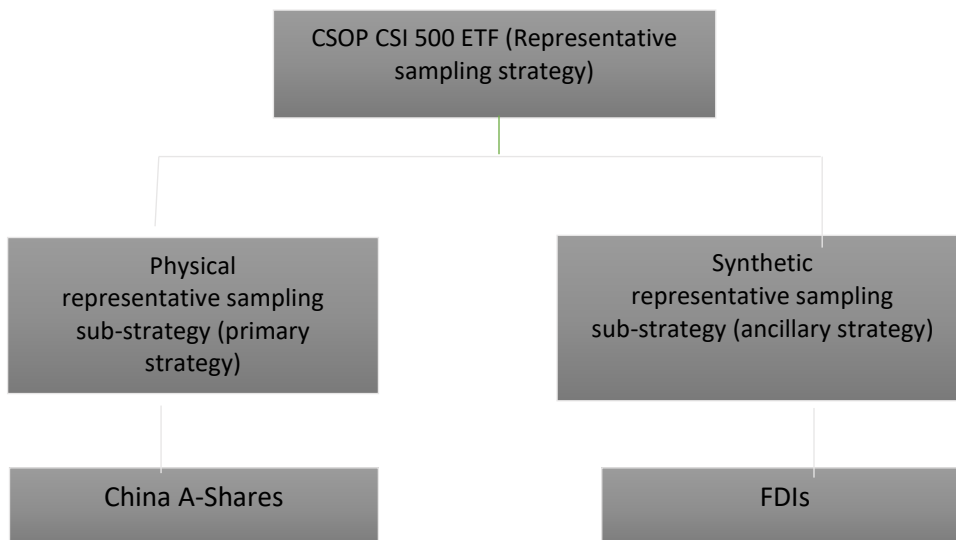 CSOP CSI 500 ETF (Representative
sampling strategy)
Physical
representative sampling
sub-strategy (primary
strategy)
Synthetic
representative sampling
sub-strategy (ancillary strategy)
China A-Shares
FDIs